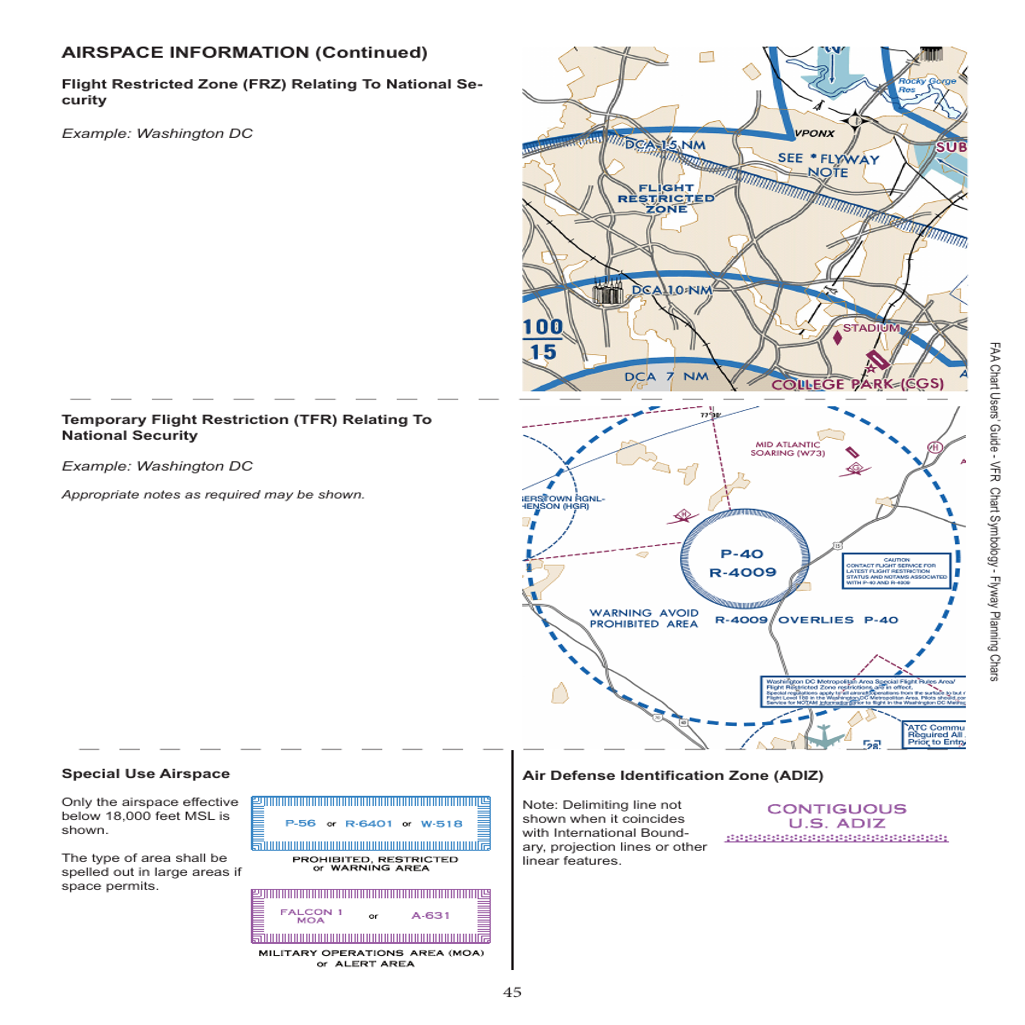 AIRSPACE INFORMATION (Continued)
Flight Restricted Zone (FRZ) Relating To National Se-
curity
Example: Washington DC
Rocky Gorge
Res
VPONX
DCA 15 NM
SEE * FLYWAY
NOTE
SUB
FLIGHT
RESTRICTED
ZONE
DCA 10 NM
100
15
STADIUM
DCA 7 NM
COLLEGE PARK (CGS)
FAA Chart Users' Guide - VFR Chart Symbology - Flyway Planning Chars
Temporary Flight Restriction (TFR) Relating To
National Security
Example: Washington DC
Appropriate notes as required may be shown.
MID ATLANTIC
SOARING (W73)
ERSTOWN RGNL-
HENSON (HGR)
P-40
R-4009
CAUTION
CONTACT FLIGHT SERVICE FOR
LATEST FLIGHT RESTRICTION
STATUS AND NOTAMS ASSOCIATED
WITH P-40 AND R-4009
WARNING AVOID
PROHIBITED AREA
R-4009 OVERLIES P-40
Washington DC Metropolitan Area Special Flight Rules Area/
Flight Restricted Zone restrictions are in effect.
Special regulations apply to all aircraft operations from the surface to but
Flight Level 180 in the Washington DC Metropolitan Area. Pilots should
Service for NOTAM information prior to flight in the Washington DC
ATC Commu
Required All
Prior to Entry
28
Special Use Airspace
Only the airspace effective
below 18,000 feet MSL is
shown.
The type of area shall be
spelled out in large areas if
space permits.
P-56 or R-6401 or W-518
PROHIBITED, RESTRICTED
or WARNING AREA
FALCON 1
MOA
or
A-631
MILITARY OPERATIONS AREA (MOA)
or ALERT AREA
Air Defense Identification Zone (ADIZ)
Note: Delimiting line not
shown when it coincides
with International Bound-
ary, projection lines or other
linear features.
CONTIGUOUS
U.S. ADIZ
45